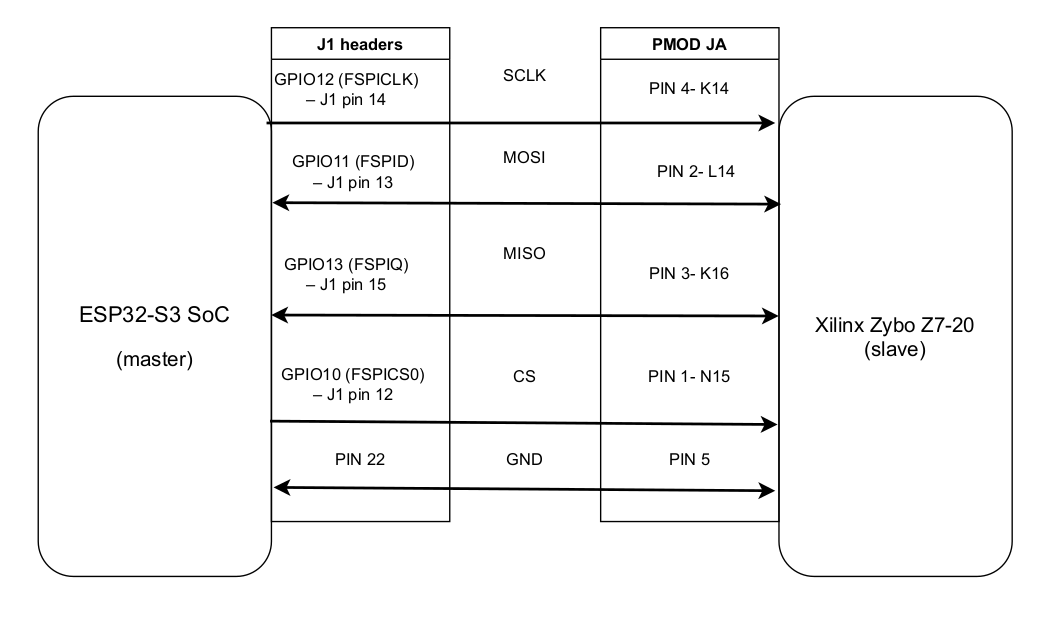 J1 headers
PMOD JA
GPIO12 (FSPICLK)
– J1 pin 14
SCLK
PIN 4- K14
GPIO11 (FSPID)
– J1 pin 13
MOSI
PIN 2- L14
GPIO13 (FSPIQ)
– J1 pin 15
MISO
PIN 3- K16
ESP32-S3 SoC
(master)
Xilinx Zybo Z7-20
(slave)
GPIO10 (FSPICS0)
– J1 pin 12
CS
PIN 1- N15
PIN 22
GND
PIN 5